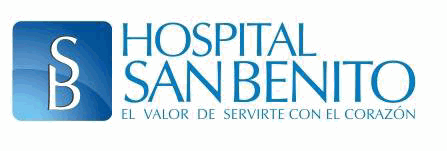 SB
HOSPITAL
SAN BENITO
EL VALOR DE SERVIRTE CON EL CORAZÓN